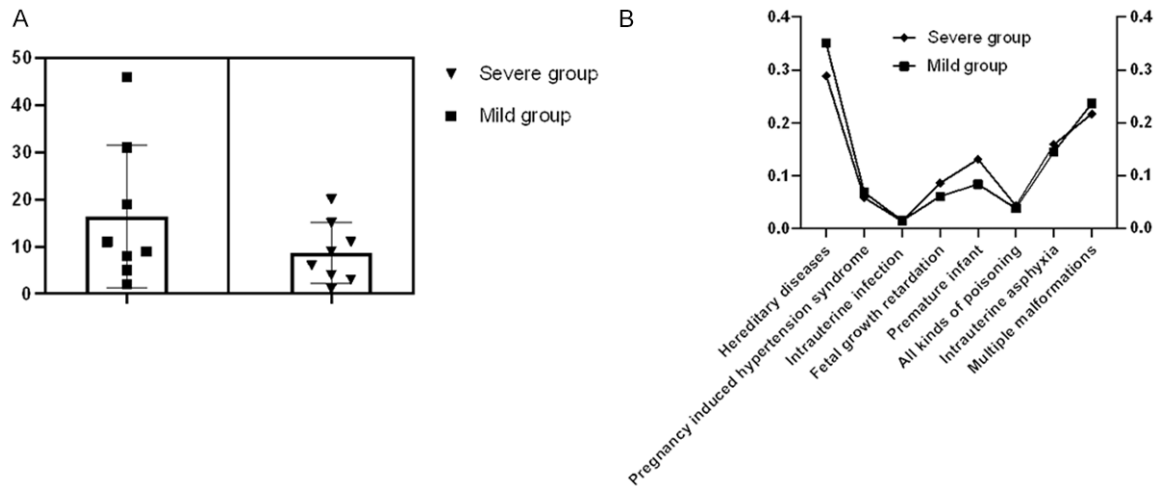 A
50
40
30
20
10
0
Severe group
Mild group
B
0.4
0.3
0.2
0.1
0.0
0.4
0.3
0.2
0.1
0.0
Severe group
Mild group
Hereditary diseases
Pregnancy induced hypertension syndrome
Intrauterine infection
Fetal growth retardation
Premature infant
All kinds of poisoning
Intrauterine asphyxia
Multiple malformations